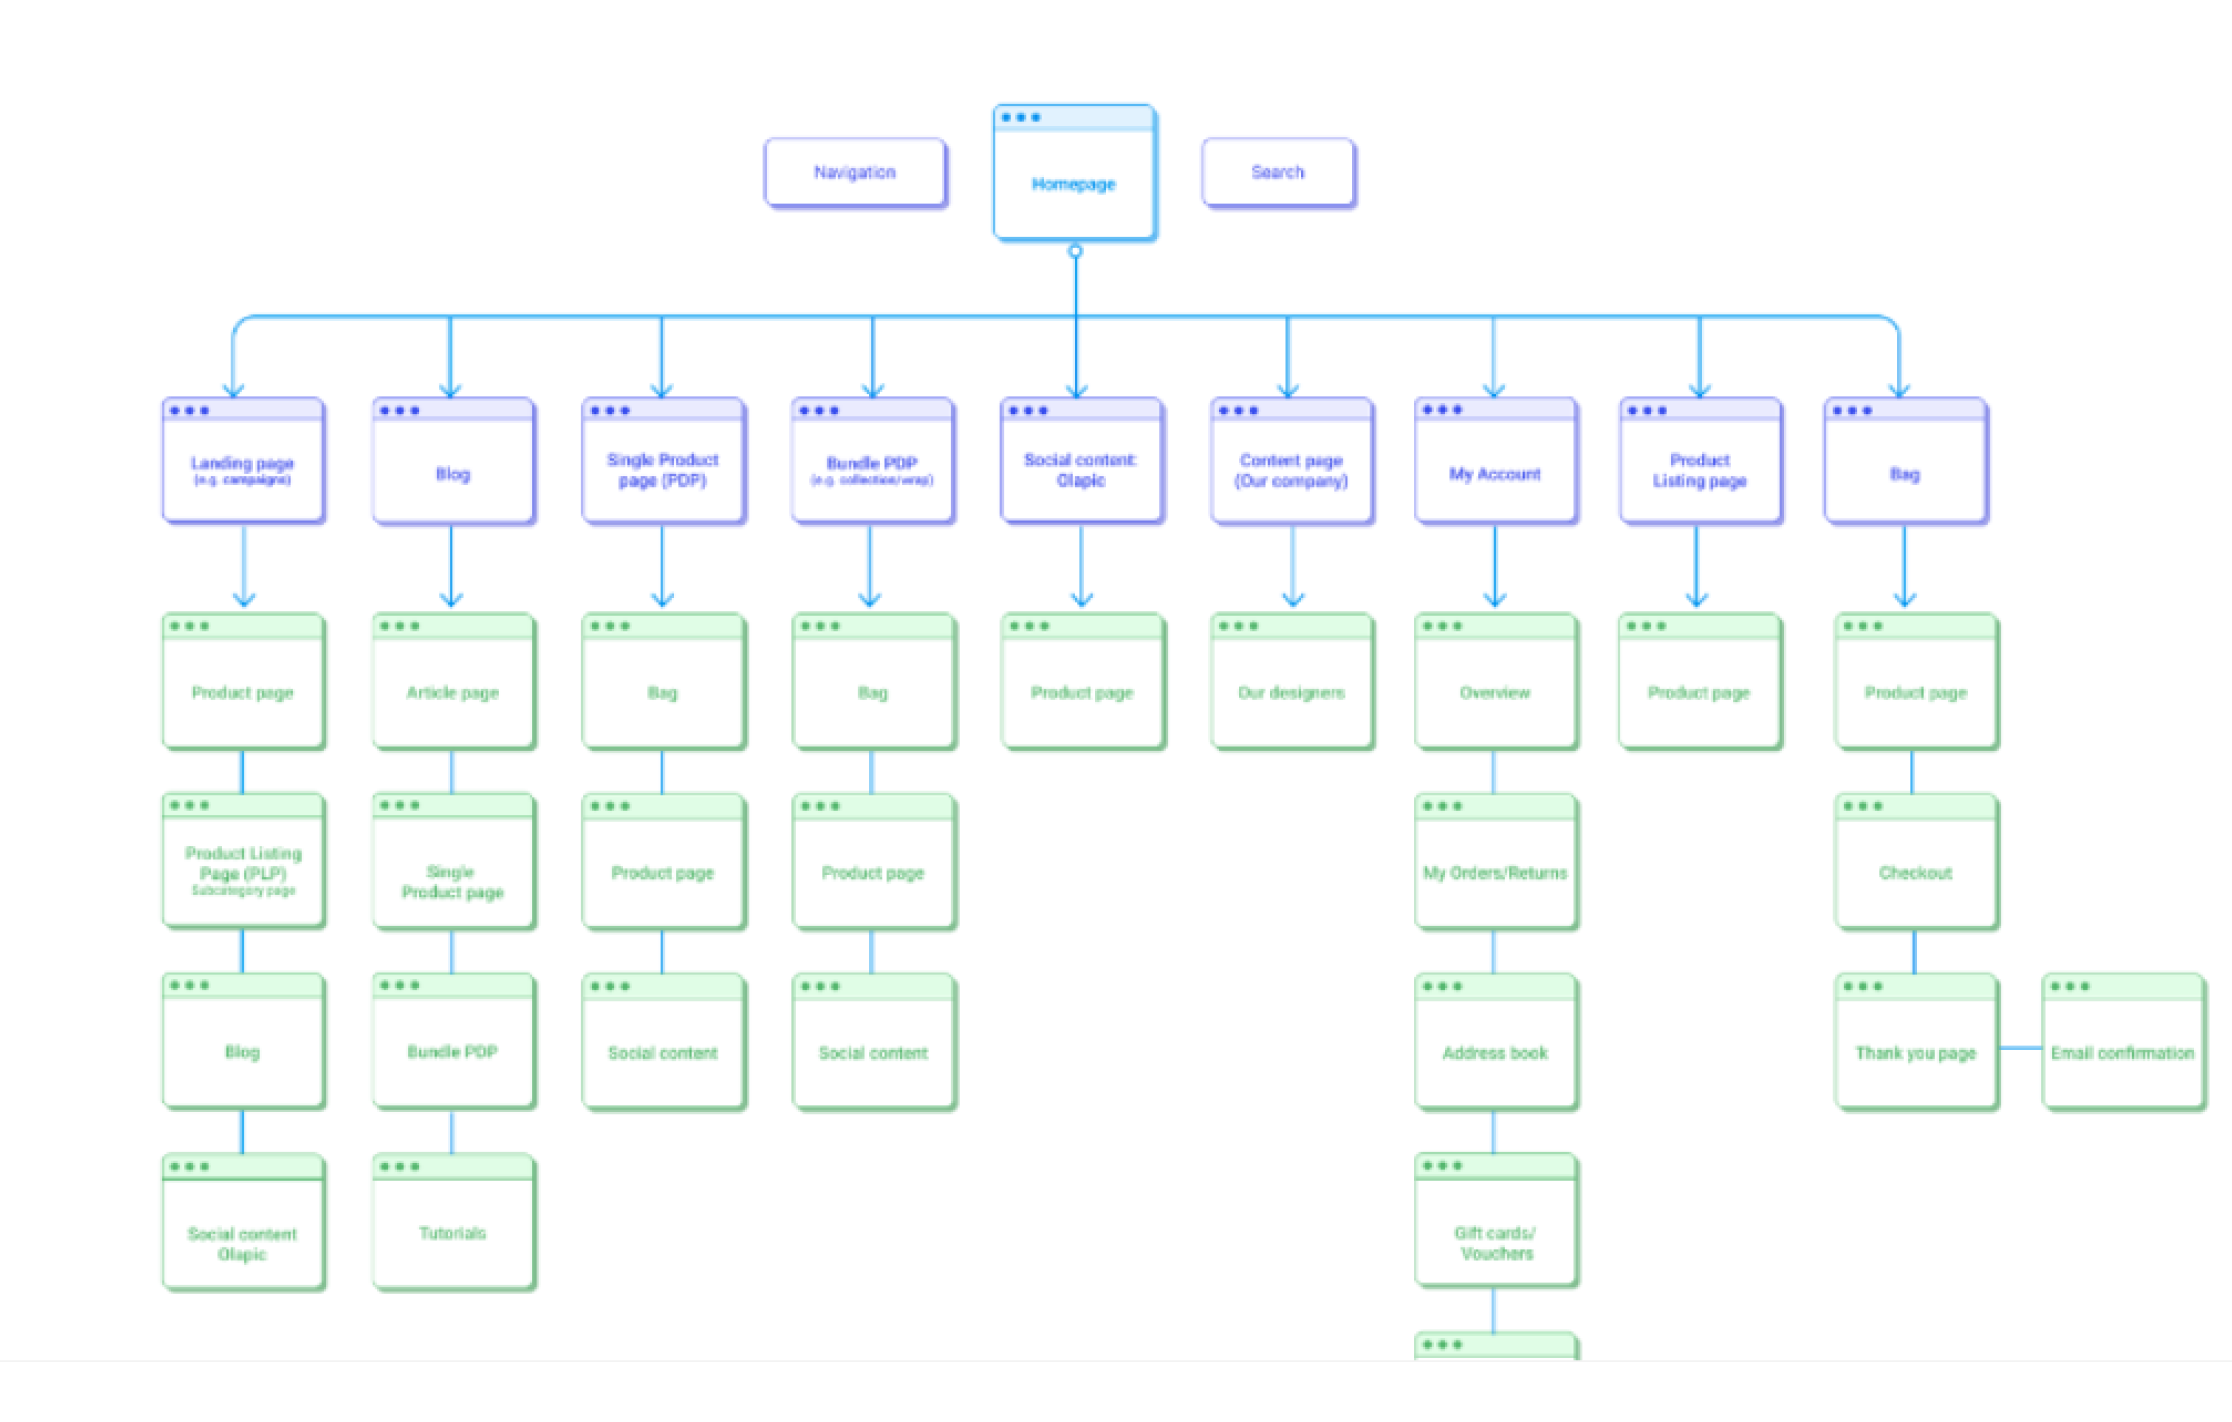 Navigation
Homepage
Search
Landing page
(e.g. campaigns)
Blog
Single Product
page (PDP)
Bundle PDP
(e.g. collection/wrap)
Social content:
Olapic
Content page
(Our company)
My Account
Product
Listing page
Bag
Product page
Article page
Bag
Bag
Product page
Our designers
Overview
Product page
Product page
Product Listing
Page (PLP)
Subcategory page
Single
Product page
Product page
Product page
My Orders/Returns
Checkout
Blog
Bundle PDP
Social content
Social content
Address book
Thank you page
Email confirmation
Social content
Olapic
Tutorials
Gift cards/
Vouchers